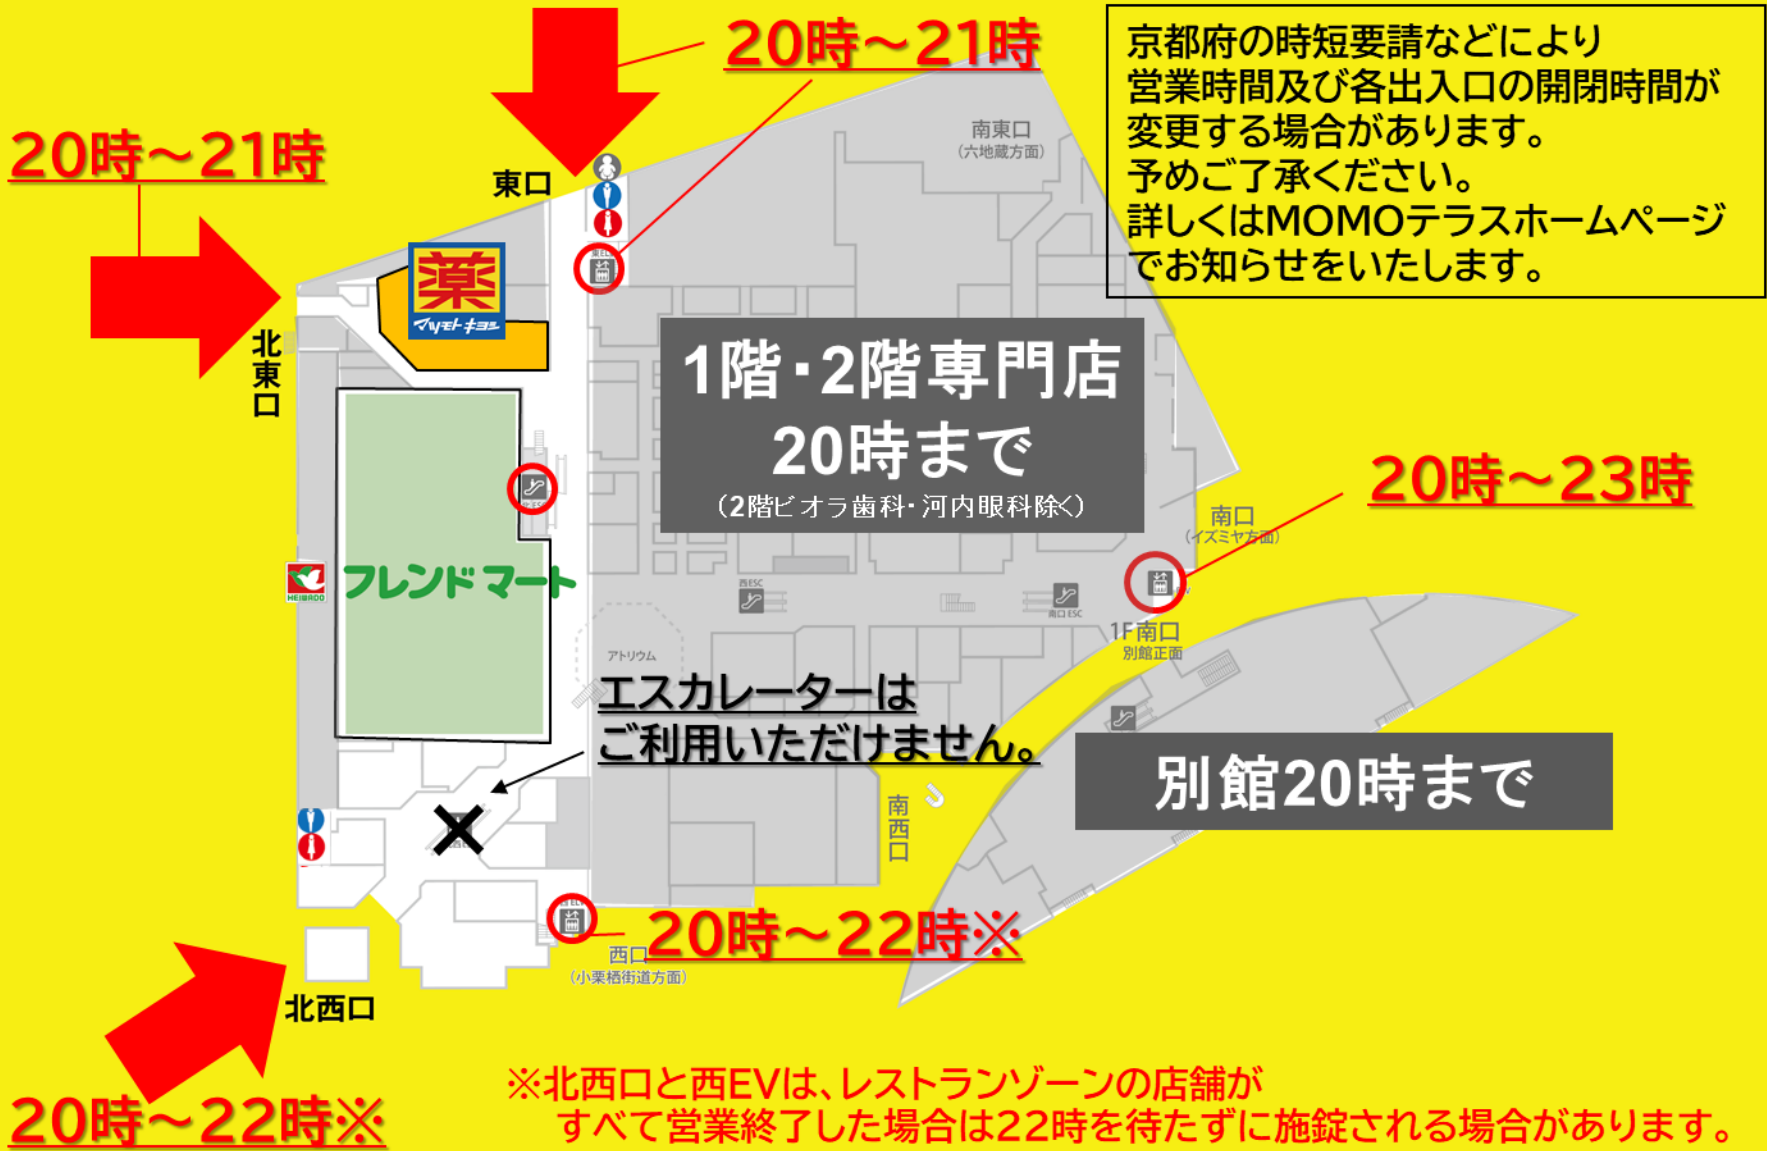 20時～21時
京都府の時短要請などにより
営業時間及び各出入口の開閉時間が
変更する場合があります。
予めご了承ください。
詳しくはMOMOテラスホームページ
でお知らせをいたします。
20時～21時
東口
南東口
(六地蔵方面)
薬
マツモトキヨシ
北東口
1階・2階専門店
20時まで
(2階ビオラ歯科・河内眼科除く)
20時～23時
南口
(イズミヤ方面)
HEIWADO
フレンドマート
西ESC
南口ESC
1F南口
別館正面
アトリウム
エスカレーターは
ご利用いただけません。
別館20時まで
南西口
20時～22時※
西口
(小栗栖街道方面)
北西口
20時～22時※
※北西口と西EVは、レストランゾーンの店舗が
すべて営業終了した場合は22時を待たずに施錠される場合があります。